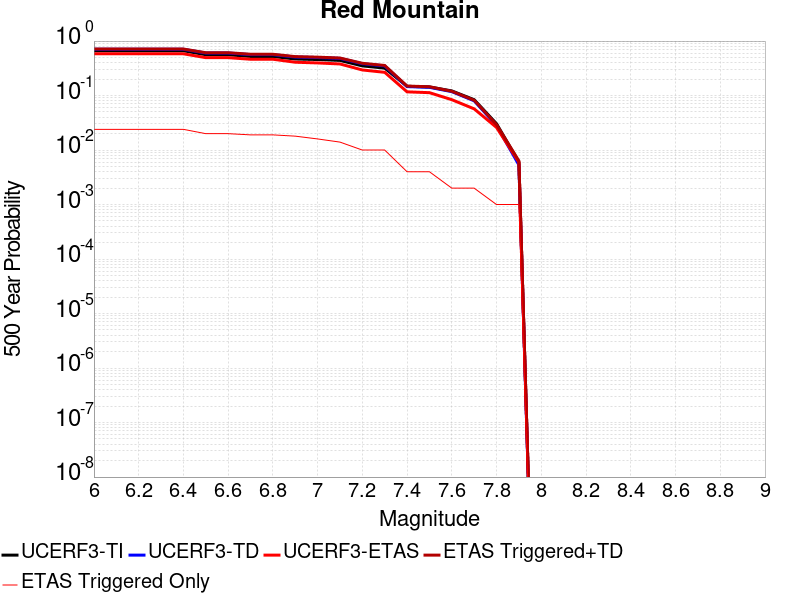 Red Mountain
10^0
10^-1
10^-2
10^-3
10^-4
10^-5
10^-6
10^-7
10^-8
500 Year Probability
6 6.2 6.4 6.6 6.8 7 7.2 7.4 7.6 7.8 8 8.2 8.4 8.6 8.8 9
Magnitude
UCERF3-TI UCERF3-TD UCERF3-ETAS ETAS Triggered+TD
ETAS Triggered Only